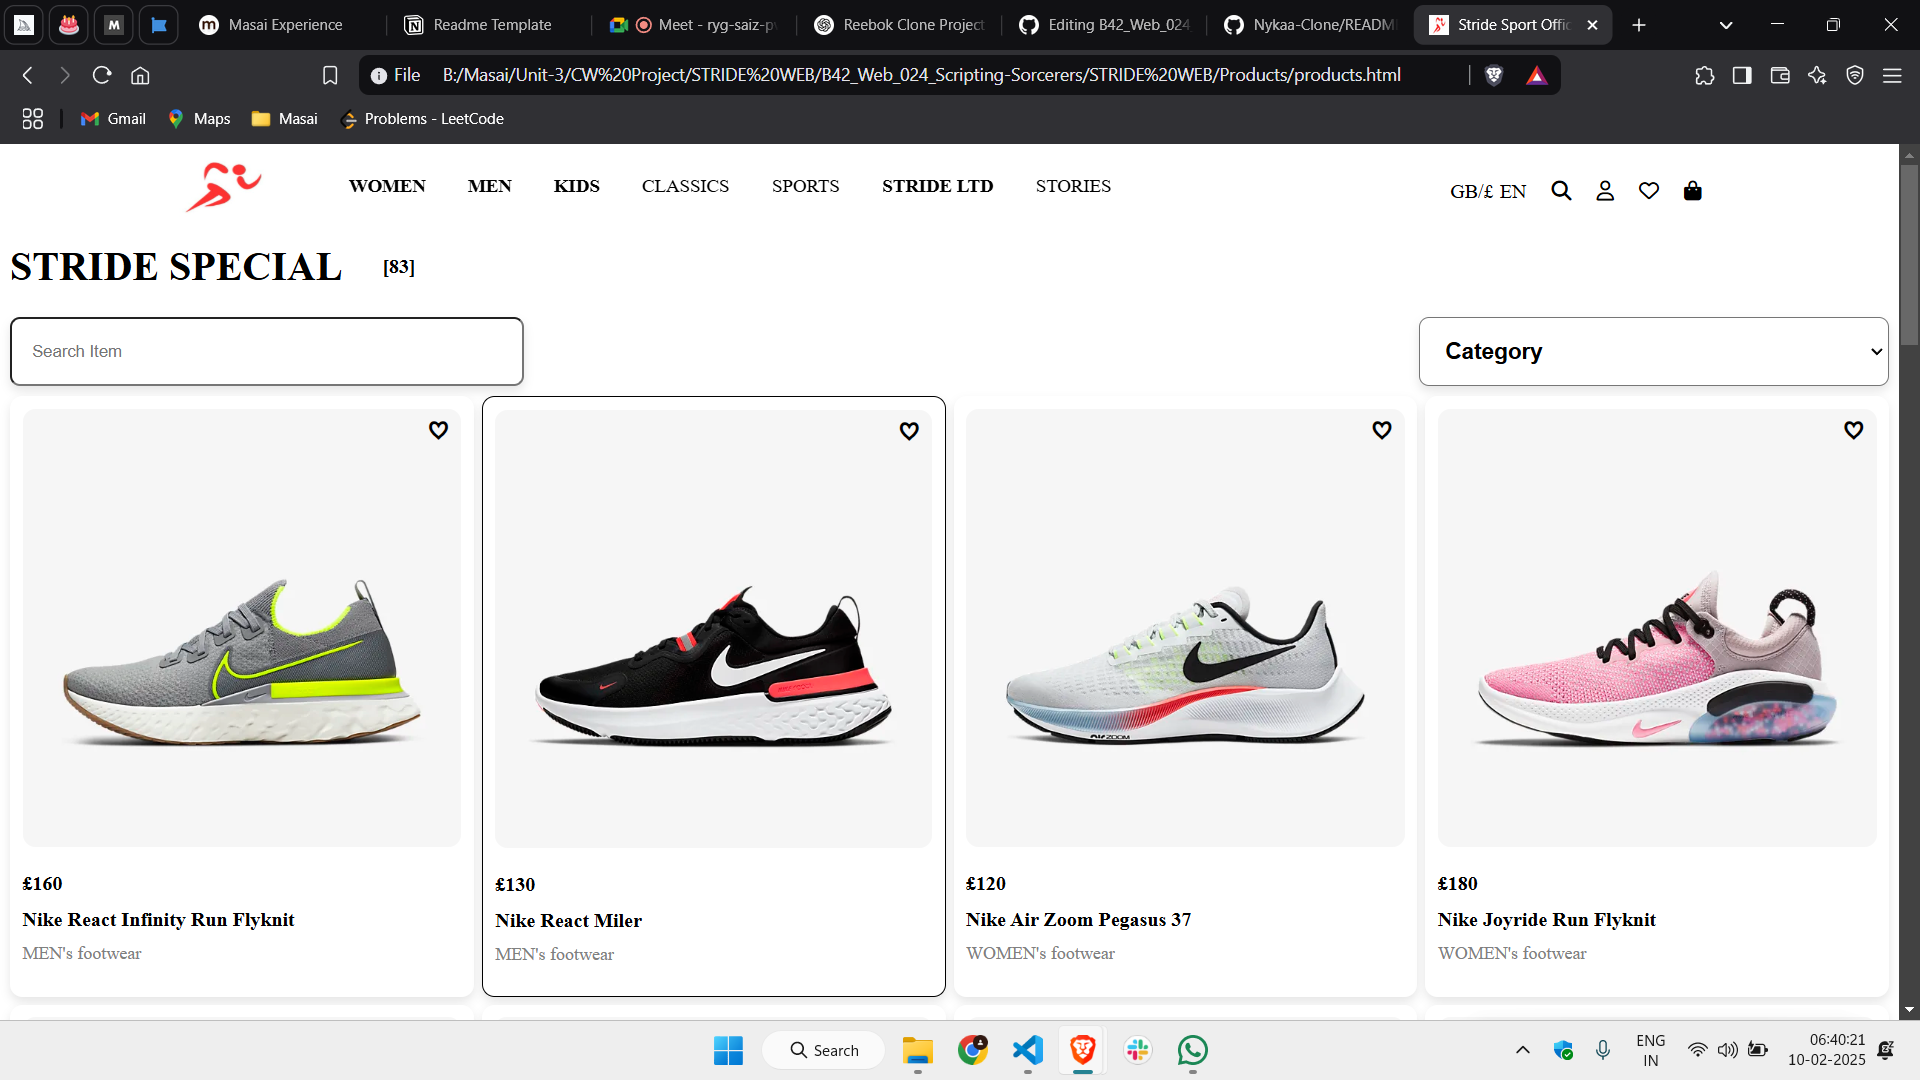 M
m Masai Experience
Readme Template
Meet - ryg-saiz-pv
Reebok Clone Project
Editing B42_Web_024
Nykaa-Clone/README
Stride Sport Offic
File B:/Masai/Unit-3/CW%20Project/STRIDE%20WEB/B42_Web_024_Scripting-Sorcerers/STRIDE%20WEB/Products/products.html
Gmail
Maps
Masai
Problems - LeetCode
WOMEN MEN KIDS CLASSICS SPORTS STRIDE LTD STORIES
GB/£ EN
STRIDE SPECIAL [83]
Search Item
Category
AIR ZOOM
£160
Nike React Infinity Run Flyknit
MEN's footwear
£130
Nike React Miler
MEN's footwear
£120
Nike Air Zoom Pegasus 37
WOMEN's footwear
£180
Nike Joyride Run Flyknit
WOMEN's footwear
Search
ENG
IN
06:40:21
10-02-2025